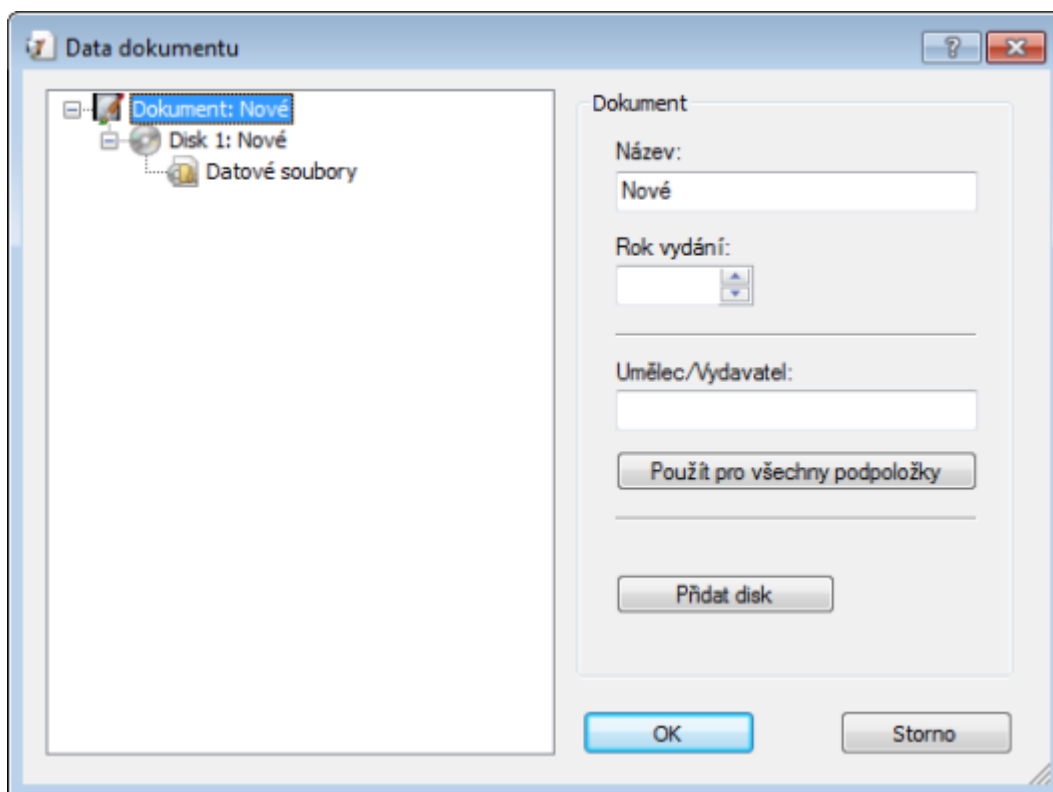 Data dokumentu
Dokument: Nové
Disk 1: Nové
Datové soubory
Dokument
Název:
Nové
Rok vydání:
Umělec/Vydavatel:
Použít pro všechny podpoložky
Přidat disk
OK
Storno